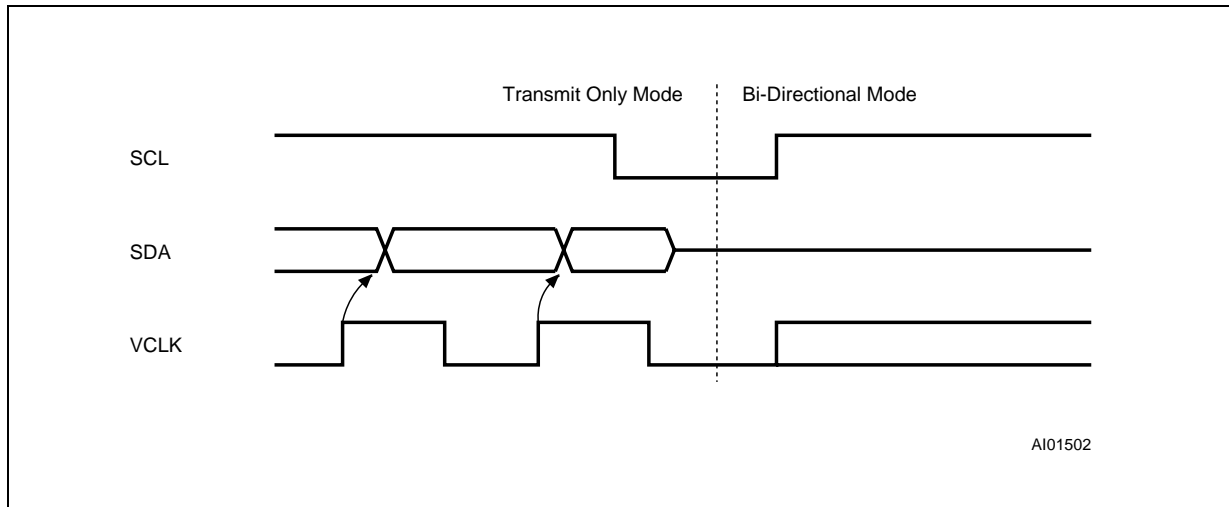 Transmit Only Mode
Bi-Directional Mode
SCL
SDA
VCLK
AI01502